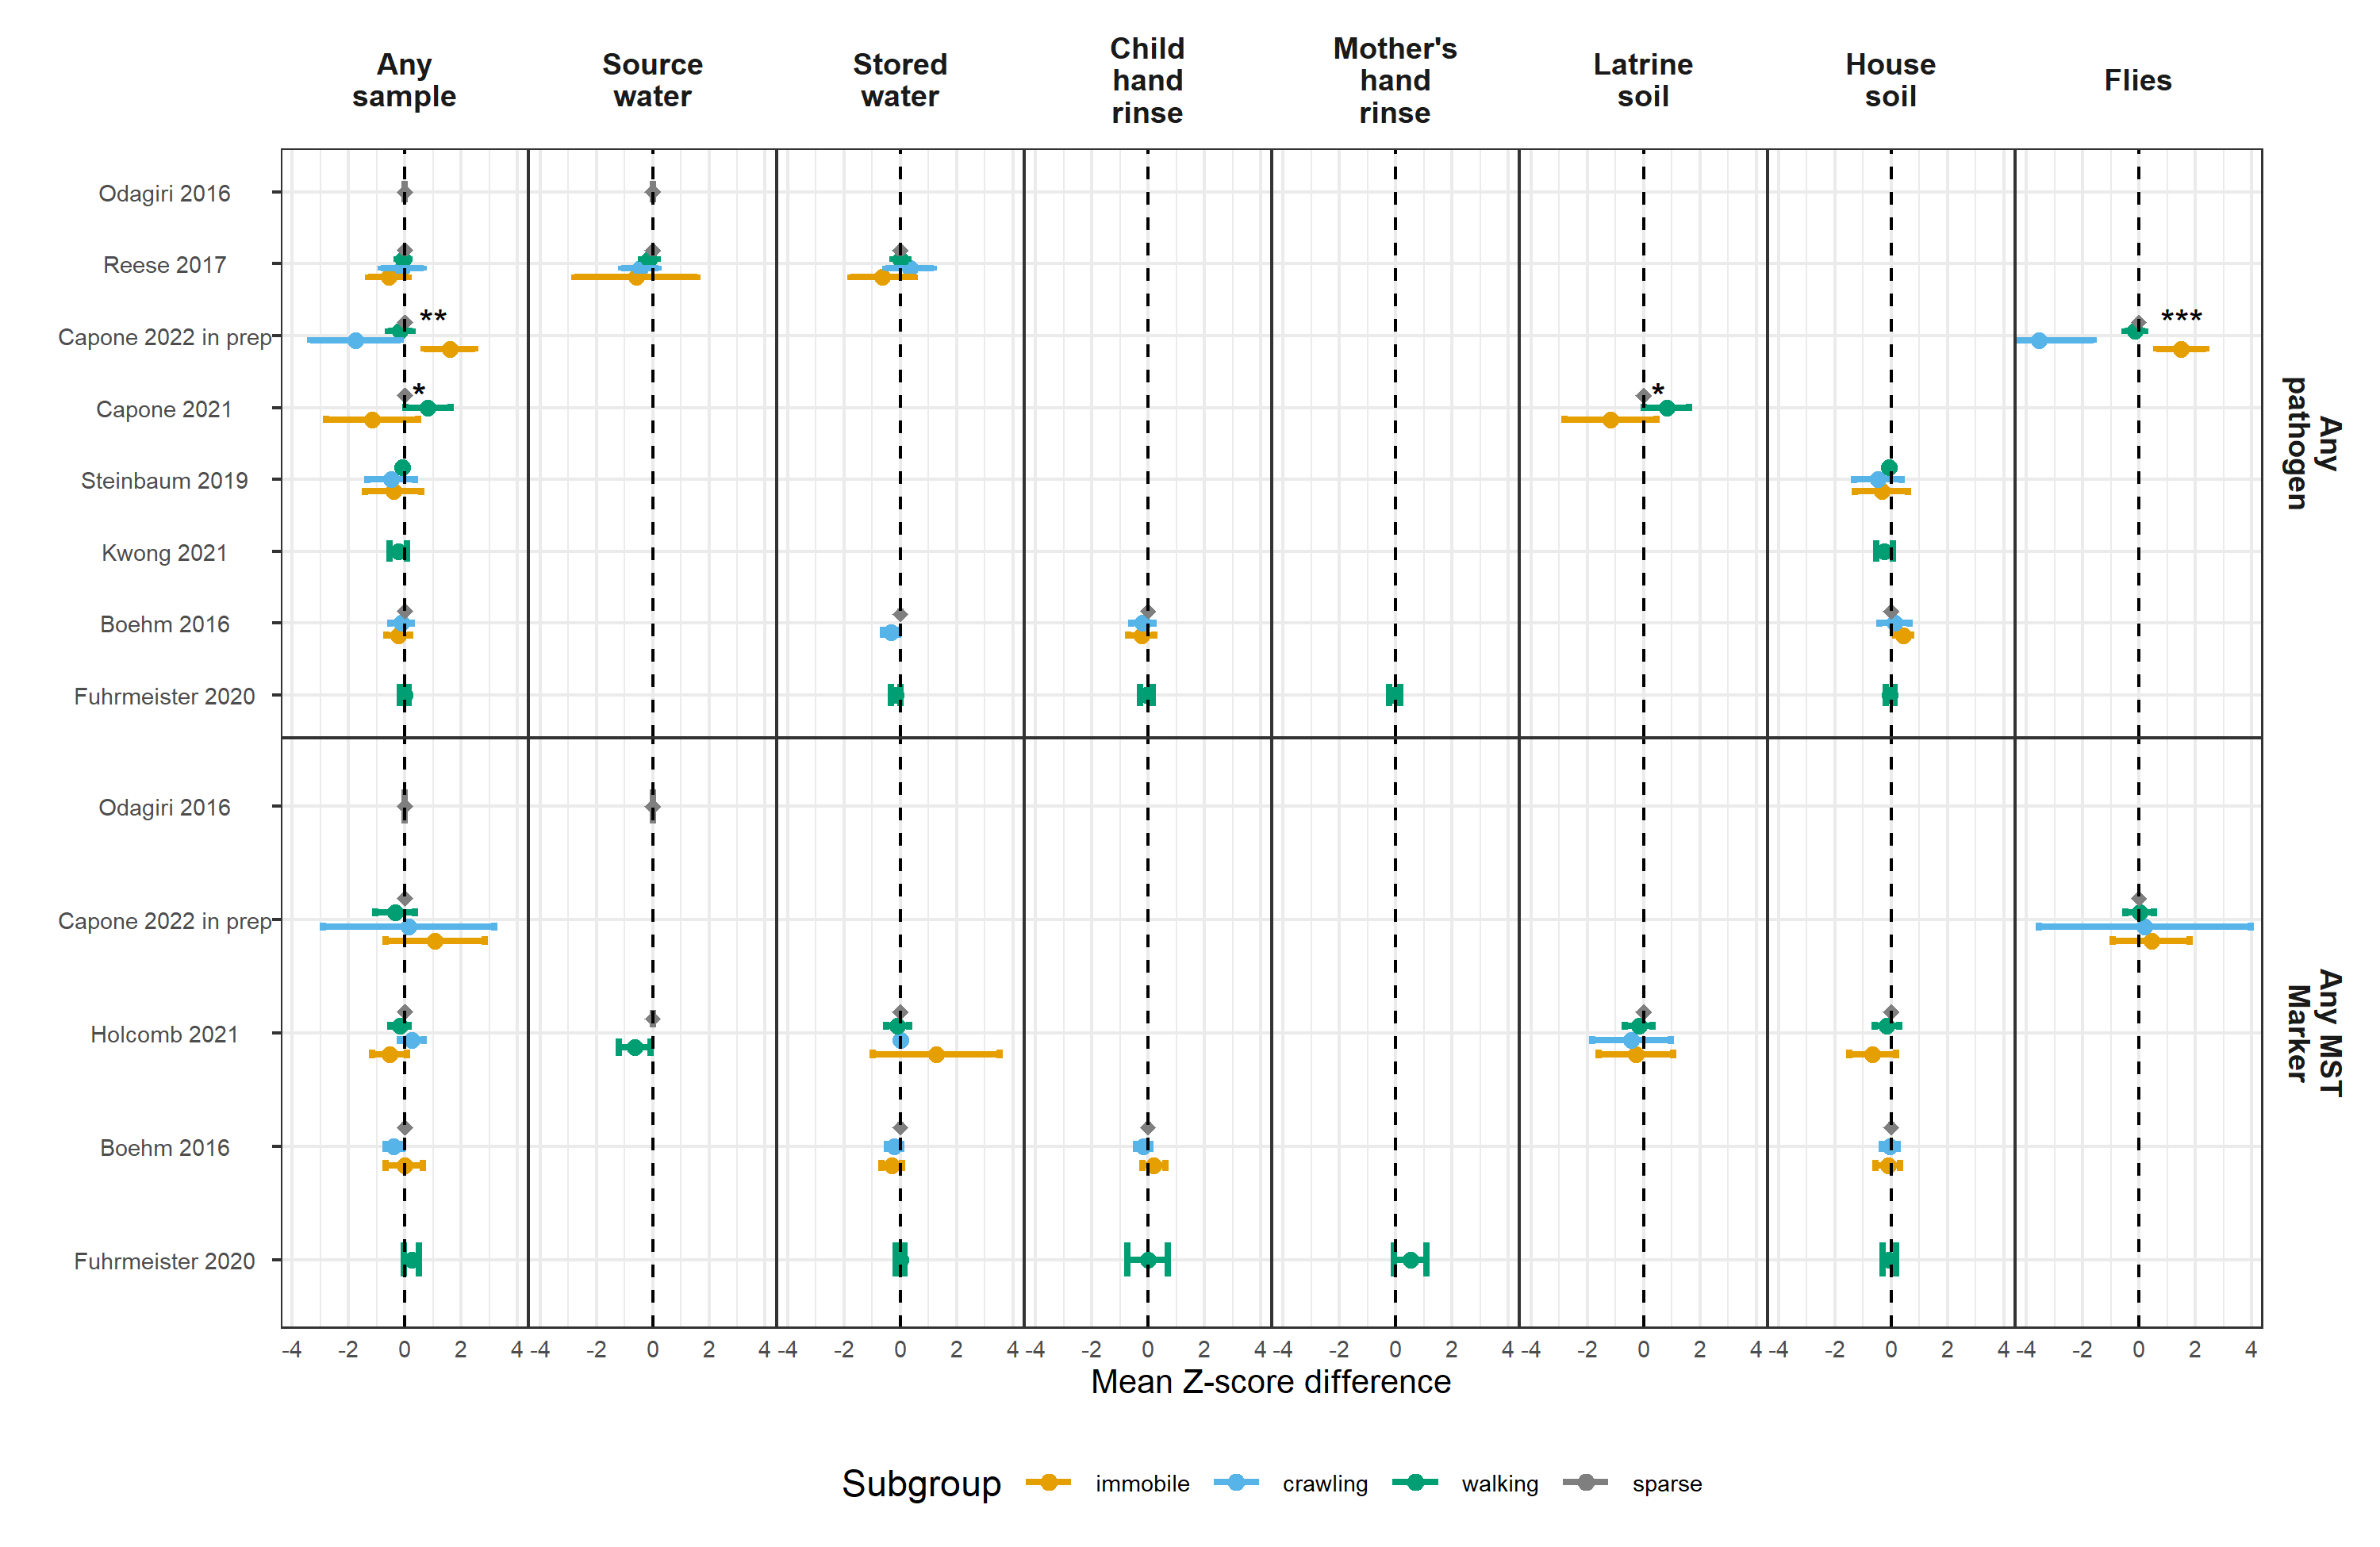 Any
sample
Source
water
Stored
water
Child
hand
rinse
Mother's
hand
rinse
Latrine
soil
House
soil
Flies
Odagiri 2016
Reese 2017
Capone 2022 in prep
**
***
Capone 2021
*
*
Steinbaum 2019
Kwong 2021
Boehm 2016
Fuhrmeister 2020
Any
pathogen
Odagiri 2016
Capone 2022 in prep
Holcomb 2021
Boehm 2016
Fuhrmeister 2020
Any MST
Marker
-4 -2 0 2 4 -4 -2 0 2 4 -4 -2 0 2 4 -4 -2 0 2 4 -4 -2 0 2 4 -4 -2 0 2 4 -4 -2 0 2 4 -4 -2 0 2 4
Mean Z-score difference
Subgroup immobile crawling walking sparse